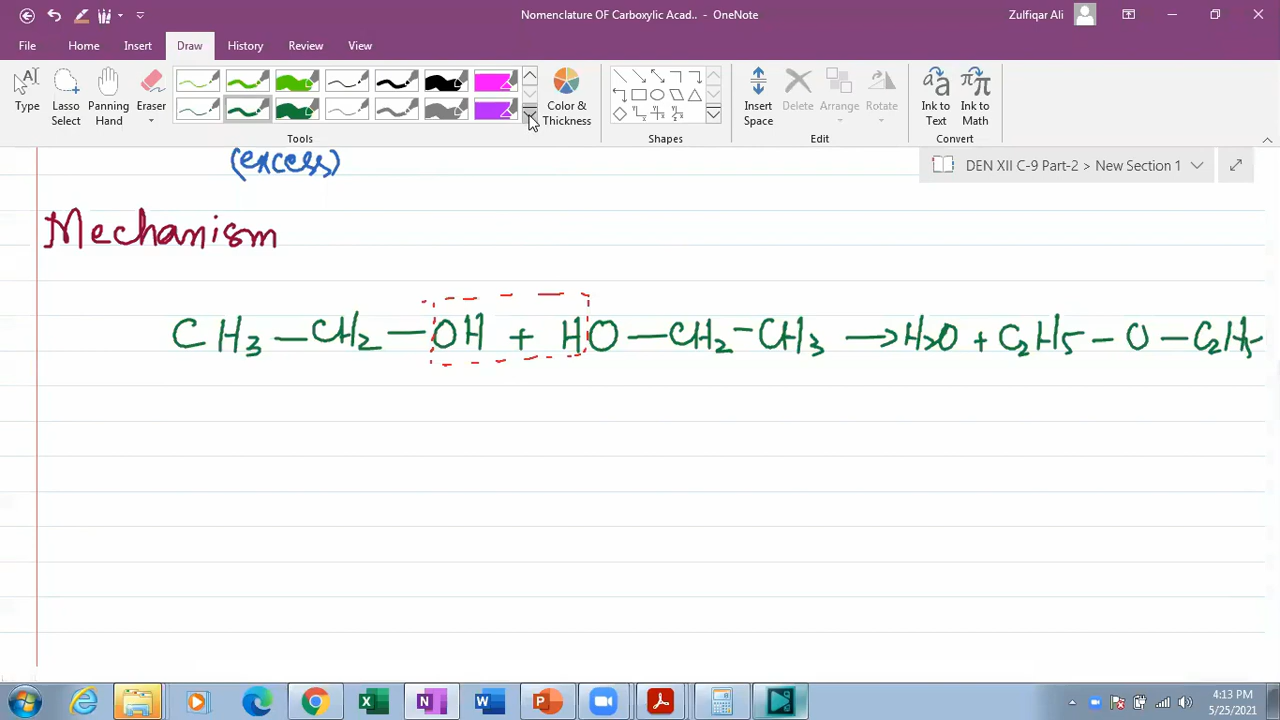 Nomenclature OF Carboxylic Acad.. - OneNote
Zulfiqar Ali
File Home Insert Draw History Review View
Type
Lasso Select
Panning Hand
Eraser
Color & Thickness
Insert Space
Delete
Arrange
Rotate
Ink to Text
Ink to Math
Tools
Shapes
Edit
Convert
DEN XII C-9 Part-2 > New Section 1
(excess)
Mechanism
CH3 — CH2 — OH + HO — CH2 – CH3 → H2O + C2H5 – O – C2H5
4:13 PM
5/25/2021